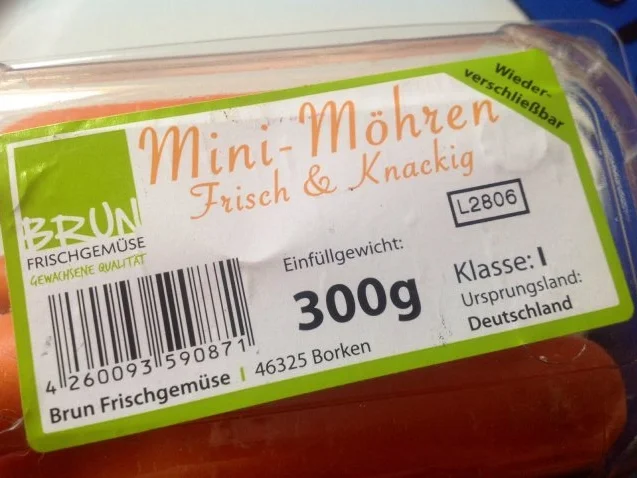 Wieder-
verschließbar
Mini-Möhren
Frisch & Knackig
BRUN
FRISCHGEMÜSE
GEWACHSENE QUALITÄT
L2806
Einfüllgewicht:
300g
Klasse: I
Ursprungsland:
Deutschland
4 260093 590871
Brun Frischgemüse | 46325 Borken